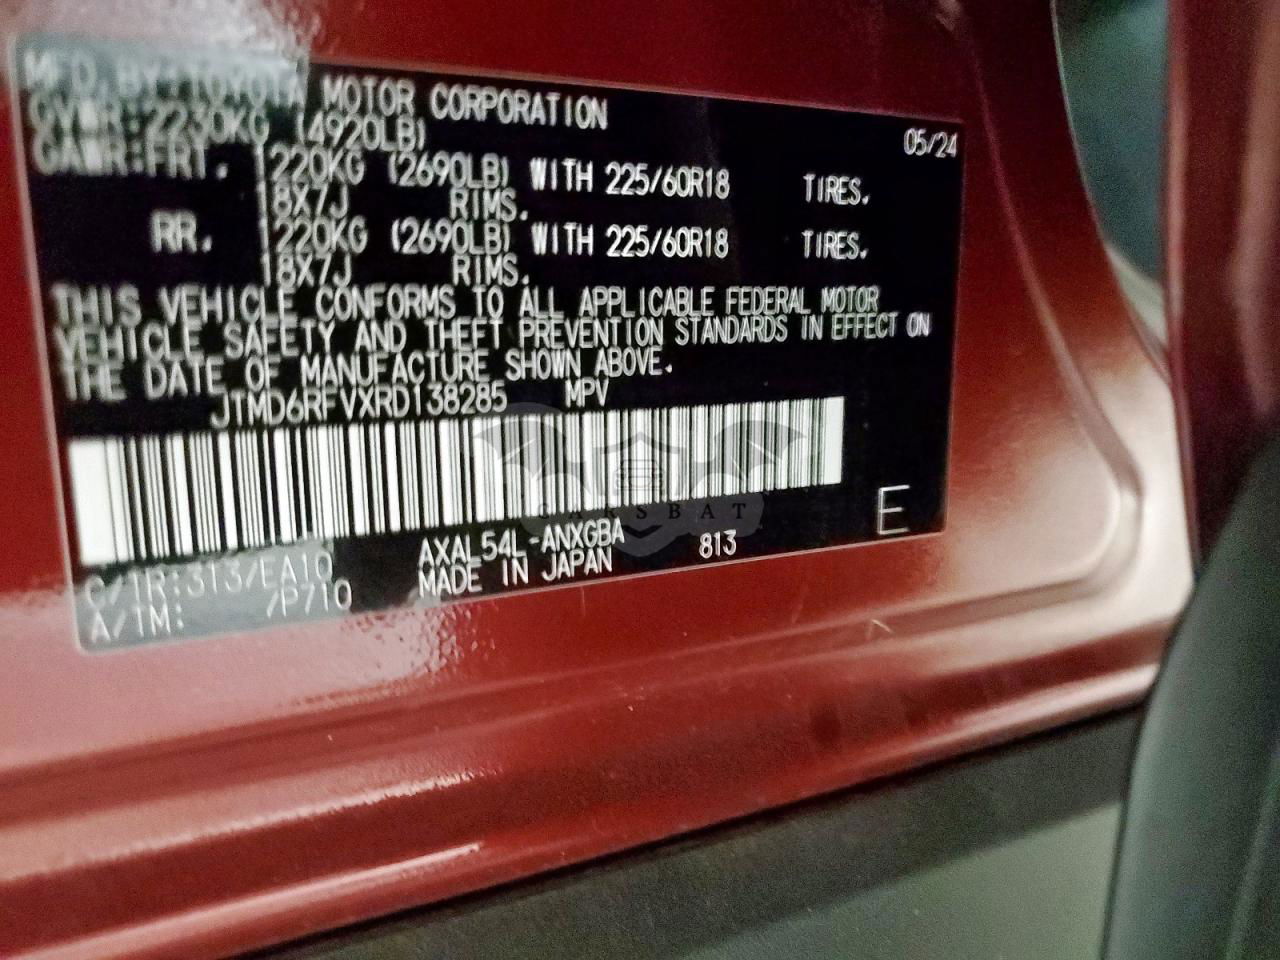 MFD. BY: TOYOTA MOTOR CORPORATION 05/24
GVWR:2230KG (4920LB)
GAWR:FRT. 1220KG (2690LB) WITH 225/60R18 TIRES,
18X7J RIMS.
RR. 1220KG (2690LB) WITH 225/60R18 TIRES,
18X7J RIMS.
THIS VEHICLE CONFORMS TO ALL APPLICABLE FEDERAL MOTOR
VEHICLE SAFETY AND THEFT PREVENTION STANDARDS IN EFFECT ON
THE DATE OF MANUFACTURE SHOWN ABOVE.
JTMD6RFVXRD138285 MPV
CARSBAT
E
C/TR:3T3/EA10 AXAL54L-ANXGBA 813
A/TM: /P710 MADE IN JAPAN